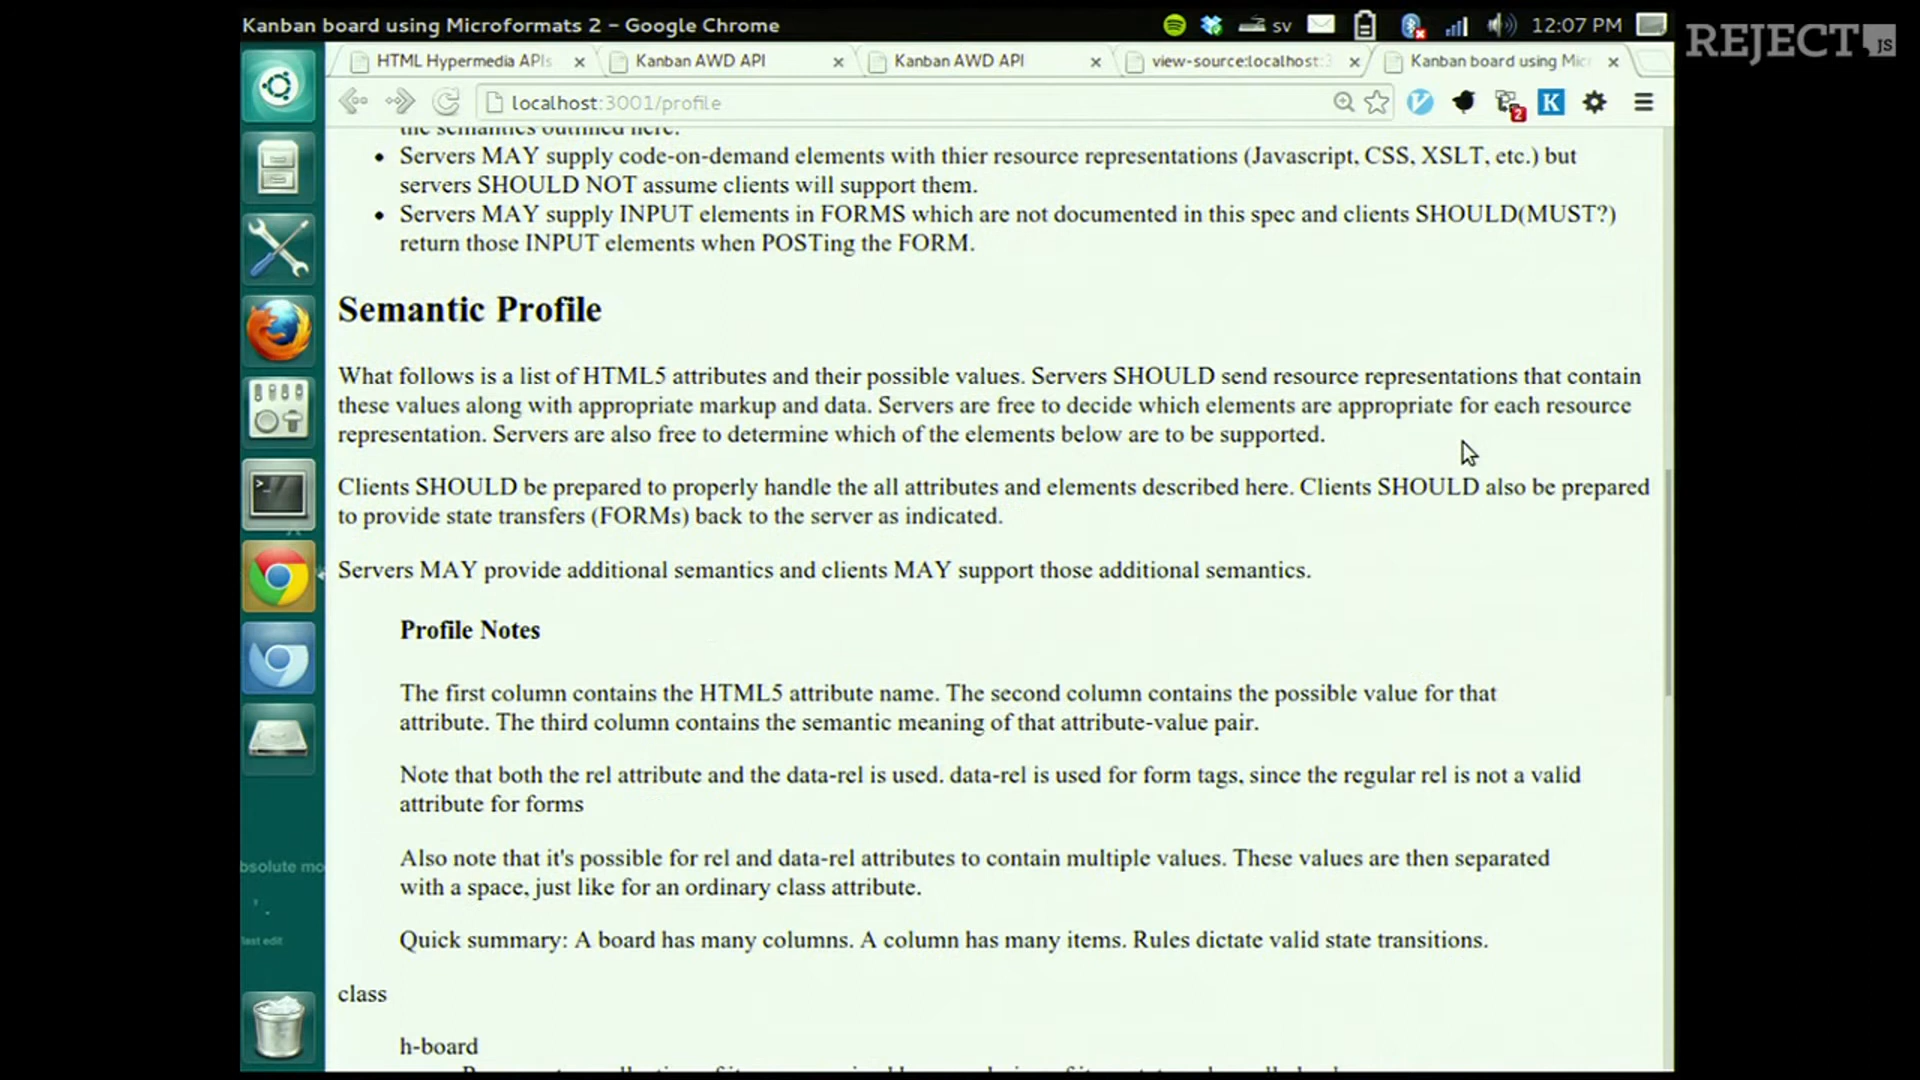 Kanban board using Microformats 2 - Google Chrome
sv
12:07 PM
REJECT JS
HTML Hypermedia APIs
Kanban AWD API
Kanban AWD API
view-source:localhost:3
Kanban board using Mic
localhost:3001/profile
2
K
the semantics outlined here.
• Servers MAY supply code-on-demand elements with thier resource representations (Javascript, CSS, XSLT, etc.) but
servers SHOULD NOT assume clients will support them.
• Servers MAY supply INPUT elements in FORMS which are not documented in this spec and clients SHOULD(MUST?)
return those INPUT elements when POSTing the FORM.
Semantic Profile
What follows is a list of HTML5 attributes and their possible values. Servers SHOULD send resource representations that contain
these values along with appropriate markup and data. Servers are free to decide which elements are appropriate for each resource
representation. Servers are also free to determine which of the elements below are to be supported.
Clients SHOULD be prepared to properly handle the all attributes and elements described here. Clients SHOULD also be prepared
to provide state transfers (FORMs) back to the server as indicated.
Servers MAY provide additional semantics and clients MAY support those additional semantics.
Profile Notes
The first column contains the HTML5 attribute name. The second column contains the possible value for that
attribute. The third column contains the semantic meaning of that attribute-value pair.
Note that both the rel attribute and the data-rel is used. data-rel is used for form tags, since the regular rel is not a valid
attribute for forms
Also note that it's possible for rel and data-rel attributes to contain multiple values. These values are then separated
with a space, just like for an ordinary class attribute.
bsolute mo
last edit
Quick summary: A board has many columns. A column has many items. Rules dictate valid state transitions.
class
h-board